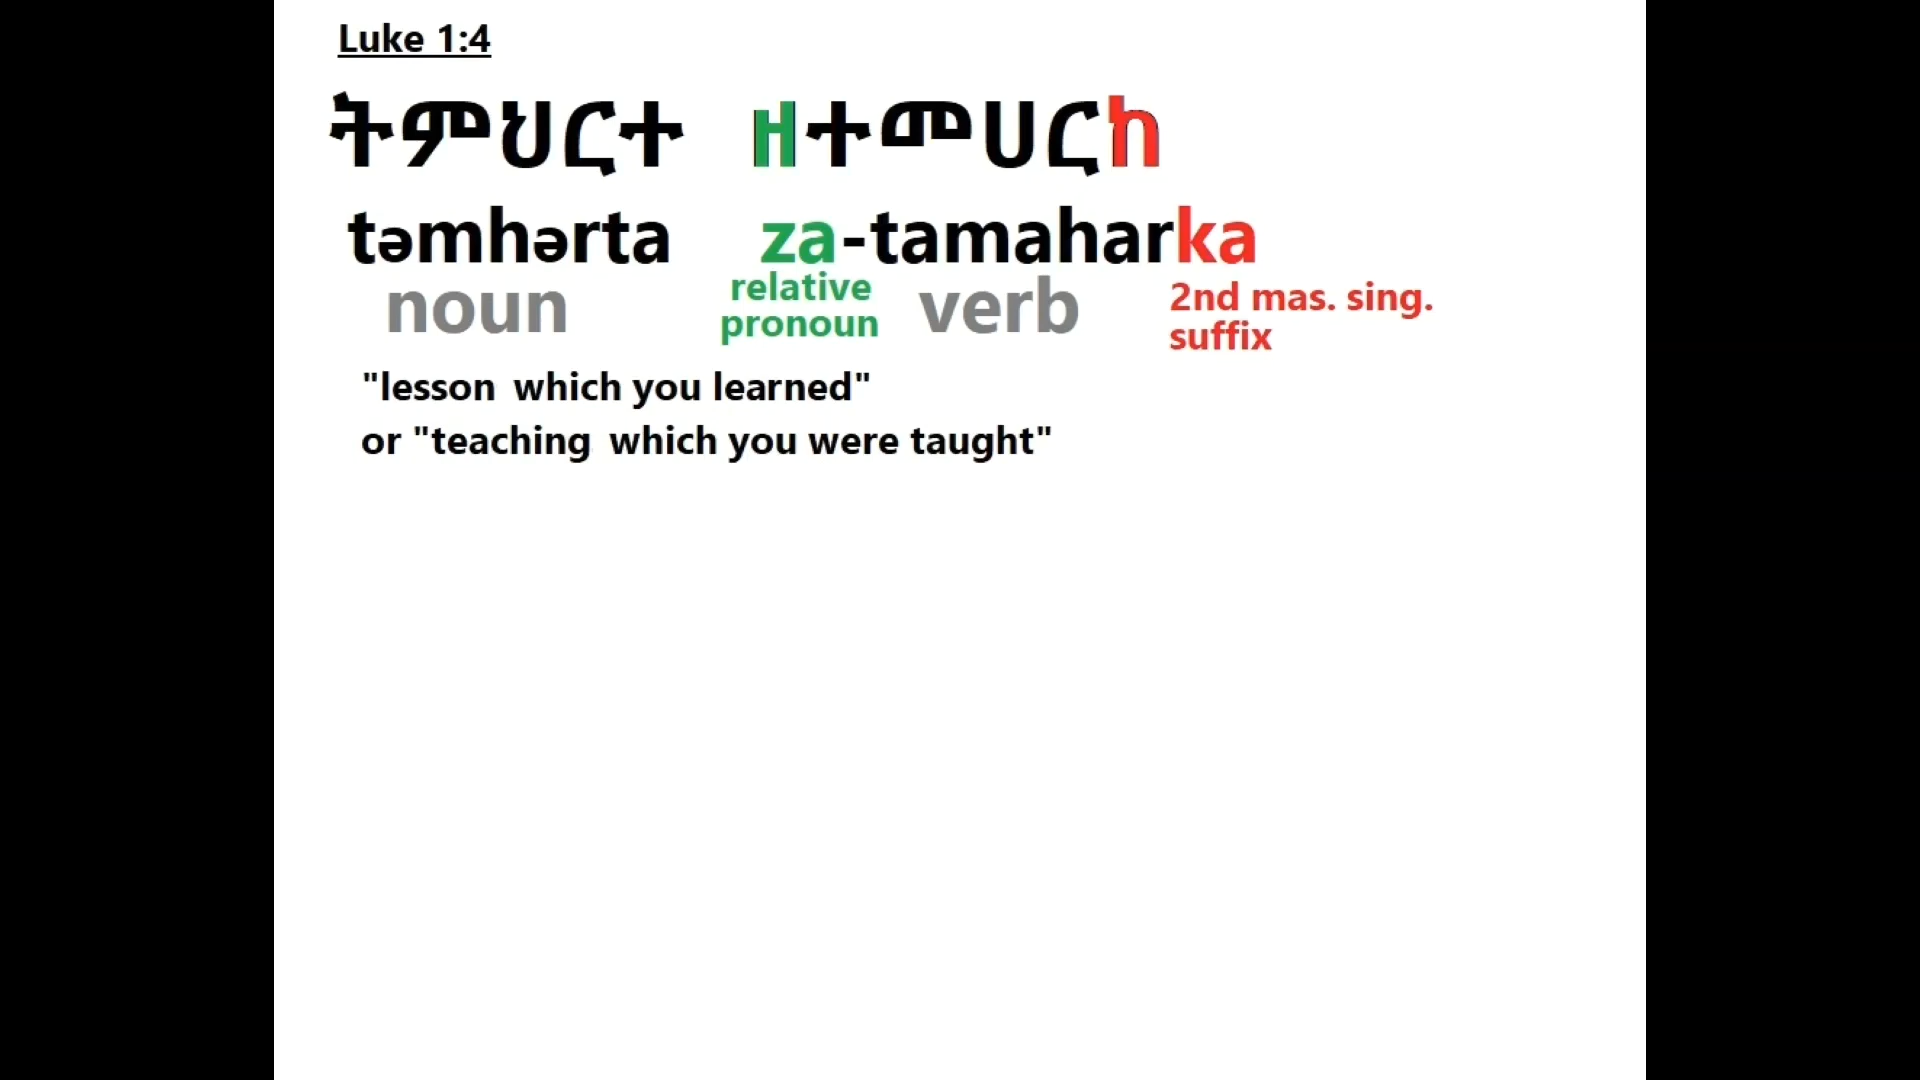 Luke 1:4
ትምህርተ ዘተመሀርከ
təmhərta za-tamaharka
noun relative pronoun verb 2nd mas. sing. suffix
"lesson which you learned"
or "teaching which you were taught"